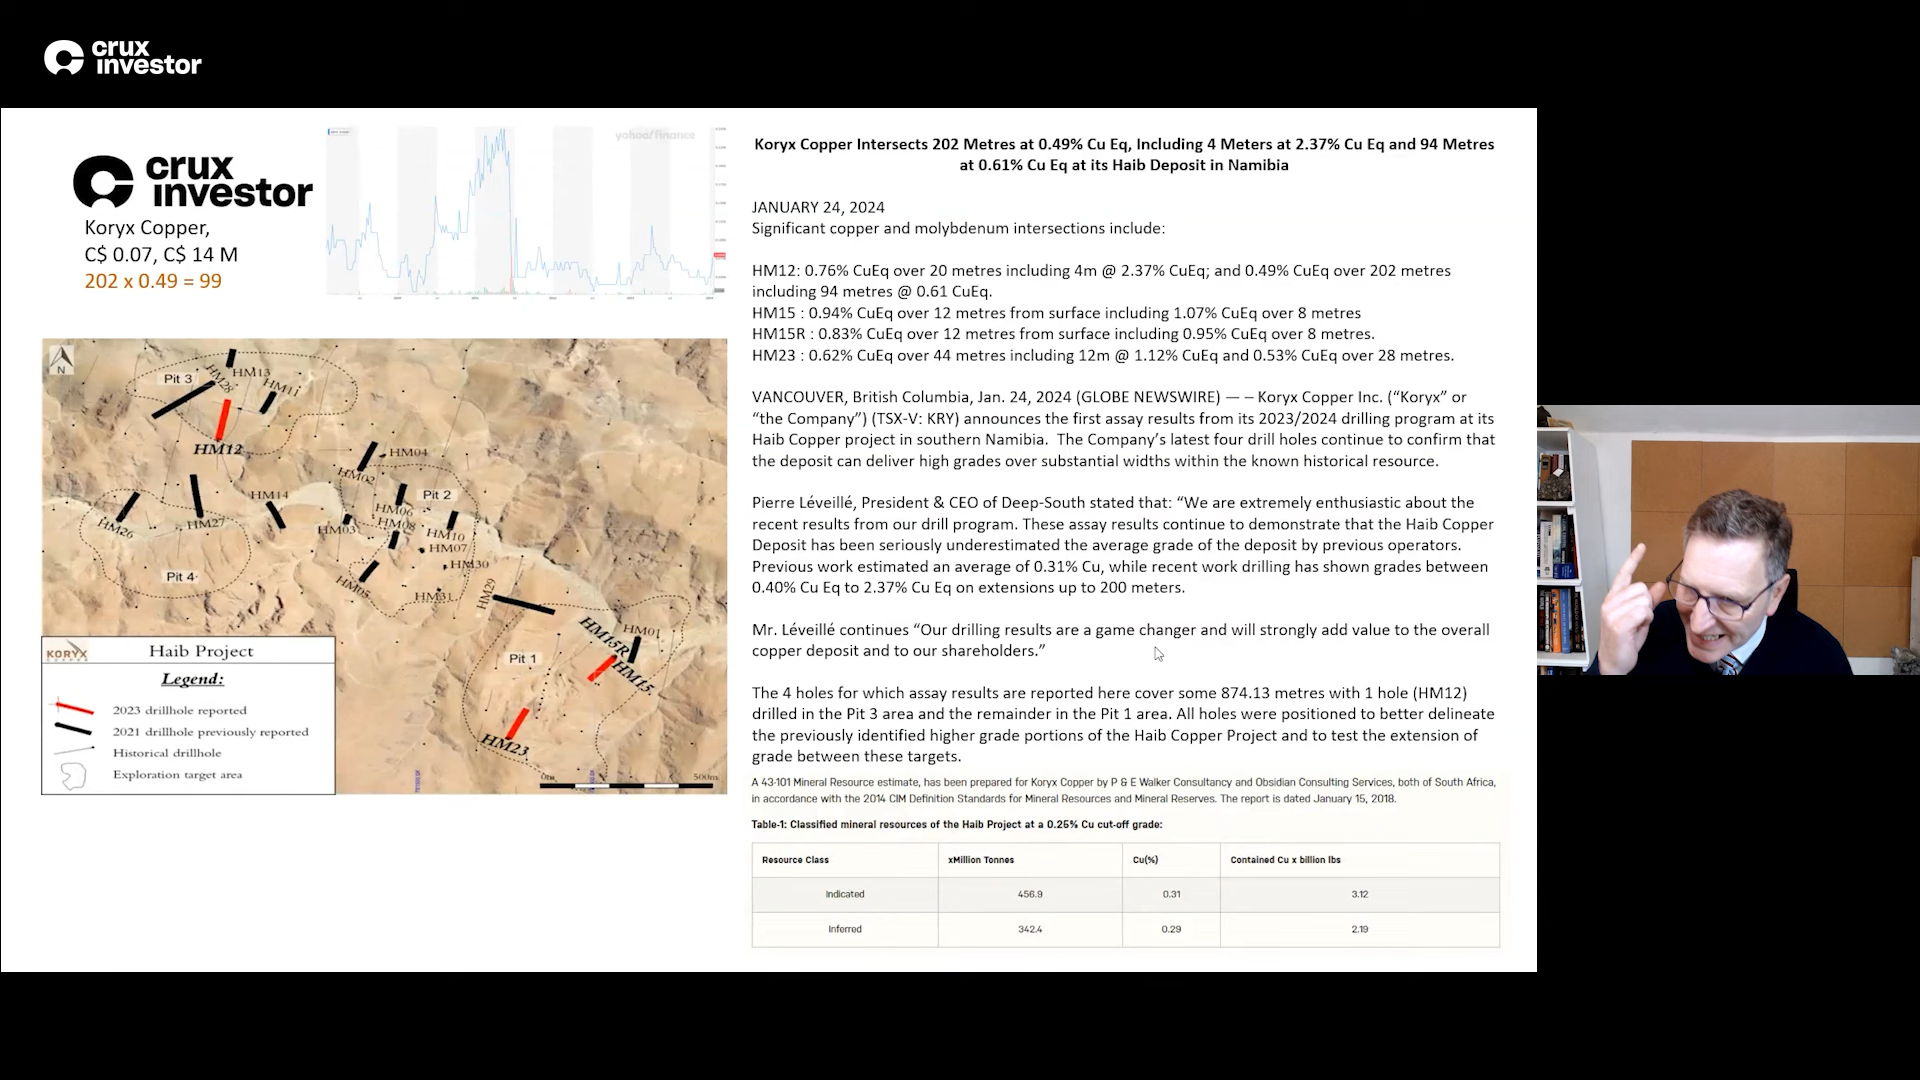 crux
investor
crux
investor
Koryx Copper,
C$ 0.07, C$ 14 M
202 x 0.49 = 99
yahoo!finance
Koryx Copper Intersects 202 Metres at 0.49% Cu Eq, Including 4 Meters at 2.37% Cu Eq and 94 Metres
at 0.61% Cu Eq at its Haib Deposit in Namibia
JANUARY 24, 2024
Significant copper and molybdenum intersections include:
HM12: 0.76% CuEq over 20 metres including 4m @ 2.37% CuEq; and 0.49% CuEq over 202 metres
including 94 metres @ 0.61 CuEq.
HM15 : 0.94% CuEq over 12 metres from surface including 1.07% CuEq over 8 metres
HM15R : 0.83% CuEq over 12 metres from surface including 0.95% CuEq over 8 metres.
HM23 : 0.62% CuEq over 44 metres including 12m @ 1.12% CuEq and 0.53% CuEq over 28 metres.
VANCOUVER, British Columbia, Jan. 24, 2024 (GLOBE NEWSWIRE) — – Koryx Copper Inc. (“Koryx” or
“the Company”) (TSX-V: KRY) announces the first assay results from its 2023/2024 drilling program at its
Haib Copper project in southern Namibia. The Company’s latest four drill holes continue to confirm that
the deposit can deliver high grades over substantial widths within the known historical resource.
Pierre Léveillé, President & CEO of Deep-South stated that: “We are extremely enthusiastic about the
recent results from our drill program. These assay results continue to demonstrate that the Haib Copper
Deposit has been seriously underestimated the average grade of the deposit by previous operators.
Previous work estimated an average of 0.31% Cu, while recent work drilling has shown grades between
0.40% Cu Eq to 2.37% Cu Eq on extensions up to 200 meters.
Mr. Léveillé continues “Our drilling results are a game changer and will strongly add value to the overall
copper deposit and to our shareholders.”
The 4 holes for which assay results are reported here cover some 874.13 metres with 1 hole (HM12)
drilled in the Pit 3 area and the remainder in the Pit 1 area. All holes were positioned to better delineate
the previously identified higher grade portions of the Haib Copper Project and to test the extension of
grade between these targets.
A 43-101 Mineral Resource estimate, has been prepared for Koryx Copper by P & E Walker Consultancy and Obsidian Consulting Services, both of South Africa,
in accordance with the 2014 CIM Definition Standards for Mineral Resources and Mineral Reserves. The report is dated January 15, 2018.
Table-1: Classified mineral resources of the Haib Project at a 0.25% Cu cut-off grade:
Resource Class xMillion Tonnes Cu(%) Contained Cu x billion lbs
Indicated 456.9 0.31 3.12
Inferred 342.4 0.29 2.19
N
Pit 3
HM28
HM13
HM11
HM12
HM04
HM02
Pit 2
HM06
HM14
HM26
HM27
HM03
HM08
HM10
HM07
HM30
Pit 4
HM05
HM31
HM29
HM01
HM15R
HM15
Pit 1
HM23
0m 500m
KORYX
COPPER
Haib Project
Legend:
2023 drillhole reported
2021 drillhole previously reported
Historical drillhole
Exploration target area